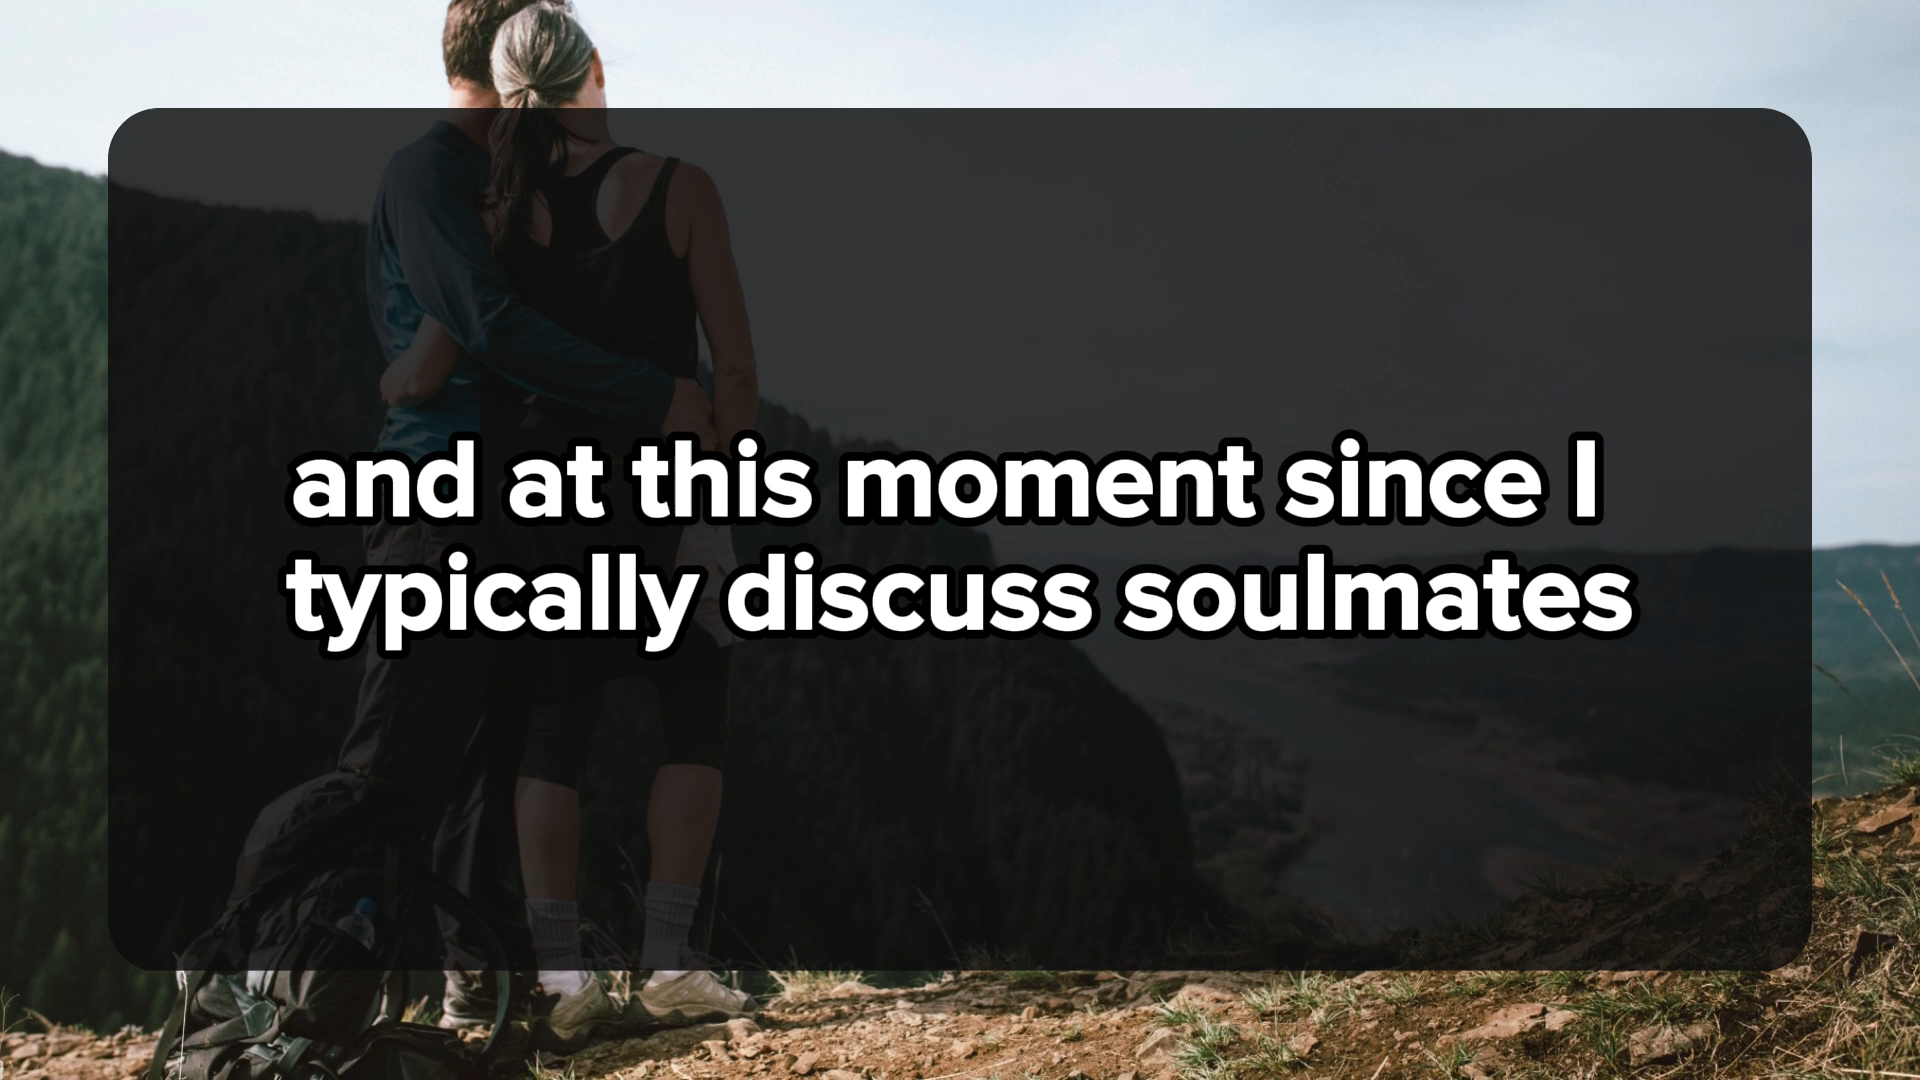 and at this moment since I
typically discuss soulmates